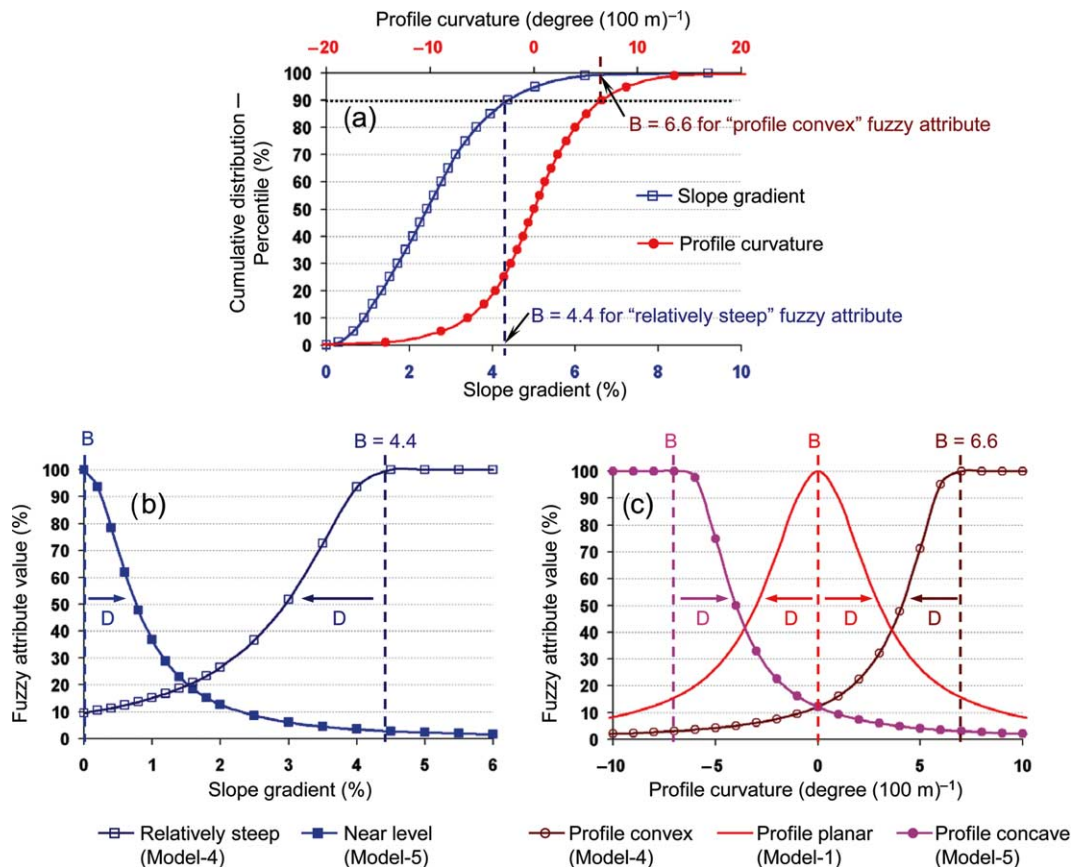 Profile curvature (degree (100 m)⁻¹)
−20 −10 0 10 20
100
90
80
70
60
50
40
30
20
10
0
Cumulative distribution —
Percentile (%)
(a)
B = 6.6 for “profile convex” fuzzy attribute
Slope gradient
Profile curvature
B = 4.4 for “relatively steep” fuzzy attribute
0 2 4 6 8 10
Slope gradient (%)
B
B = 4.4
100
90
80
70
60
50
40
30
20
10
0
Fuzzy attribute value (%)
(b)
D
D
0 1 2 3 4 5 6
Slope gradient (%)
Relatively steep
(Model-4)
Near level
(Model-5)
B
B
B = 6.6
100
90
80
70
60
50
40
30
20
10
0
Fuzzy attribute value (%)
(c)
D
D
D
D
−10 −5 0 5 10
Profile curvature (degree (100 m)⁻¹)
Profile convex
(Model-4)
Profile planar
(Model-1)
Profile concave
(Model-5)